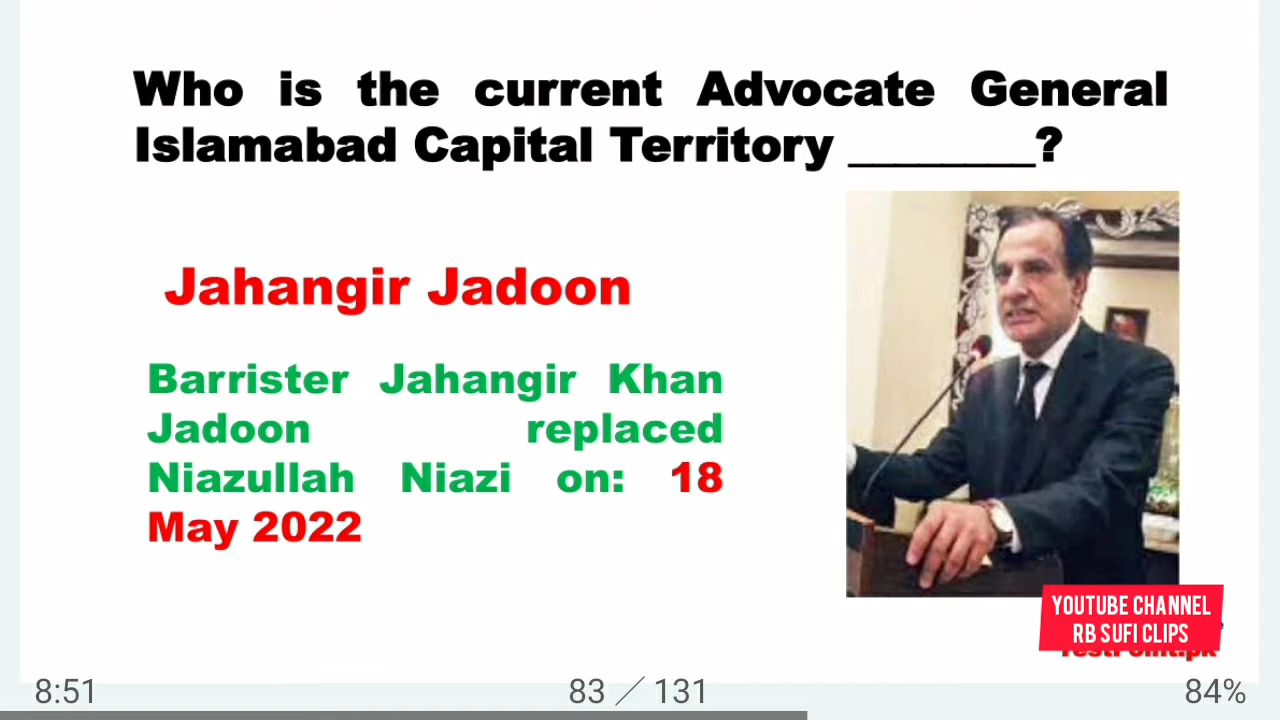 Who is the current Advocate General
Islamabad Capital Territory ________?
Jahangir Jadoon
Barrister Jahangir Khan
Jadoon replaced
Niazullah Niazi on: 18
May 2022
YOUTUBE CHANNEL
RB SUFI CLIPS
8:51
83 / 131
84%